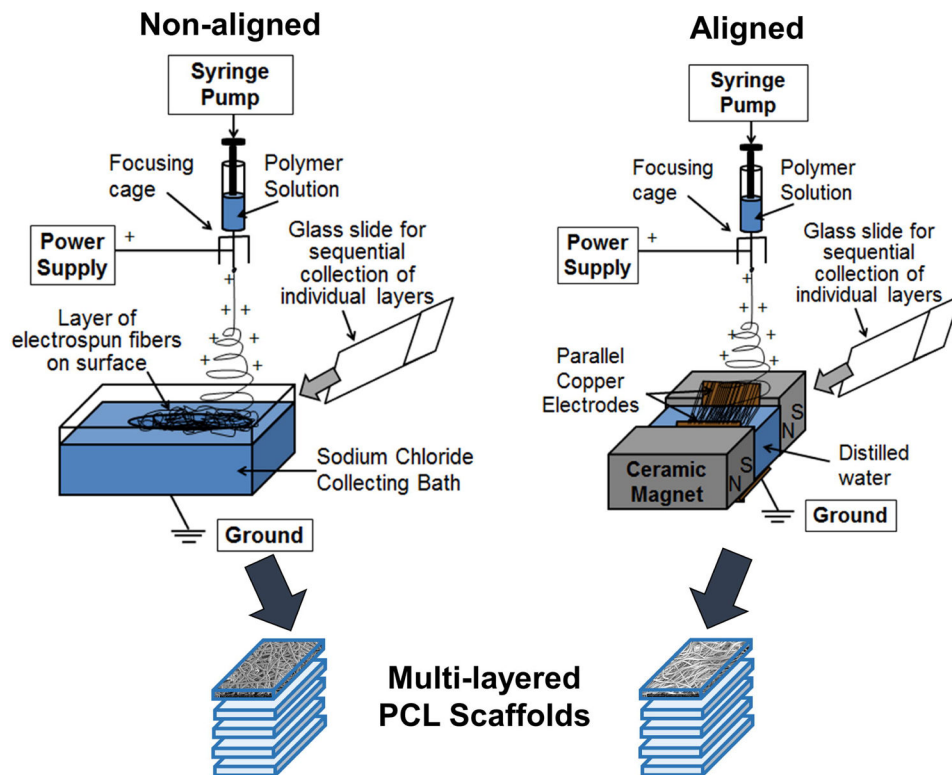 Non-aligned
Syringe
Pump
Focusing
cage
Polymer
Solution
Power
Supply
+
Glass slide for
sequential
collection of
individual layers
+
+ +
+ +
+
Layer of
electrospun fibers
on surface
Sodium Chloride
Collecting Bath
Ground
Aligned
Syringe
Pump
Focusing
cage
Polymer
Solution
Power
Supply
+
Glass slide for
sequential
collection of
individual layers
+
+ +
+ +
+
Parallel
Copper
Electrodes
S
N
S
N
Ceramic
Magnet
Distilled
water
Ground
Multi-layered
PCL Scaffolds